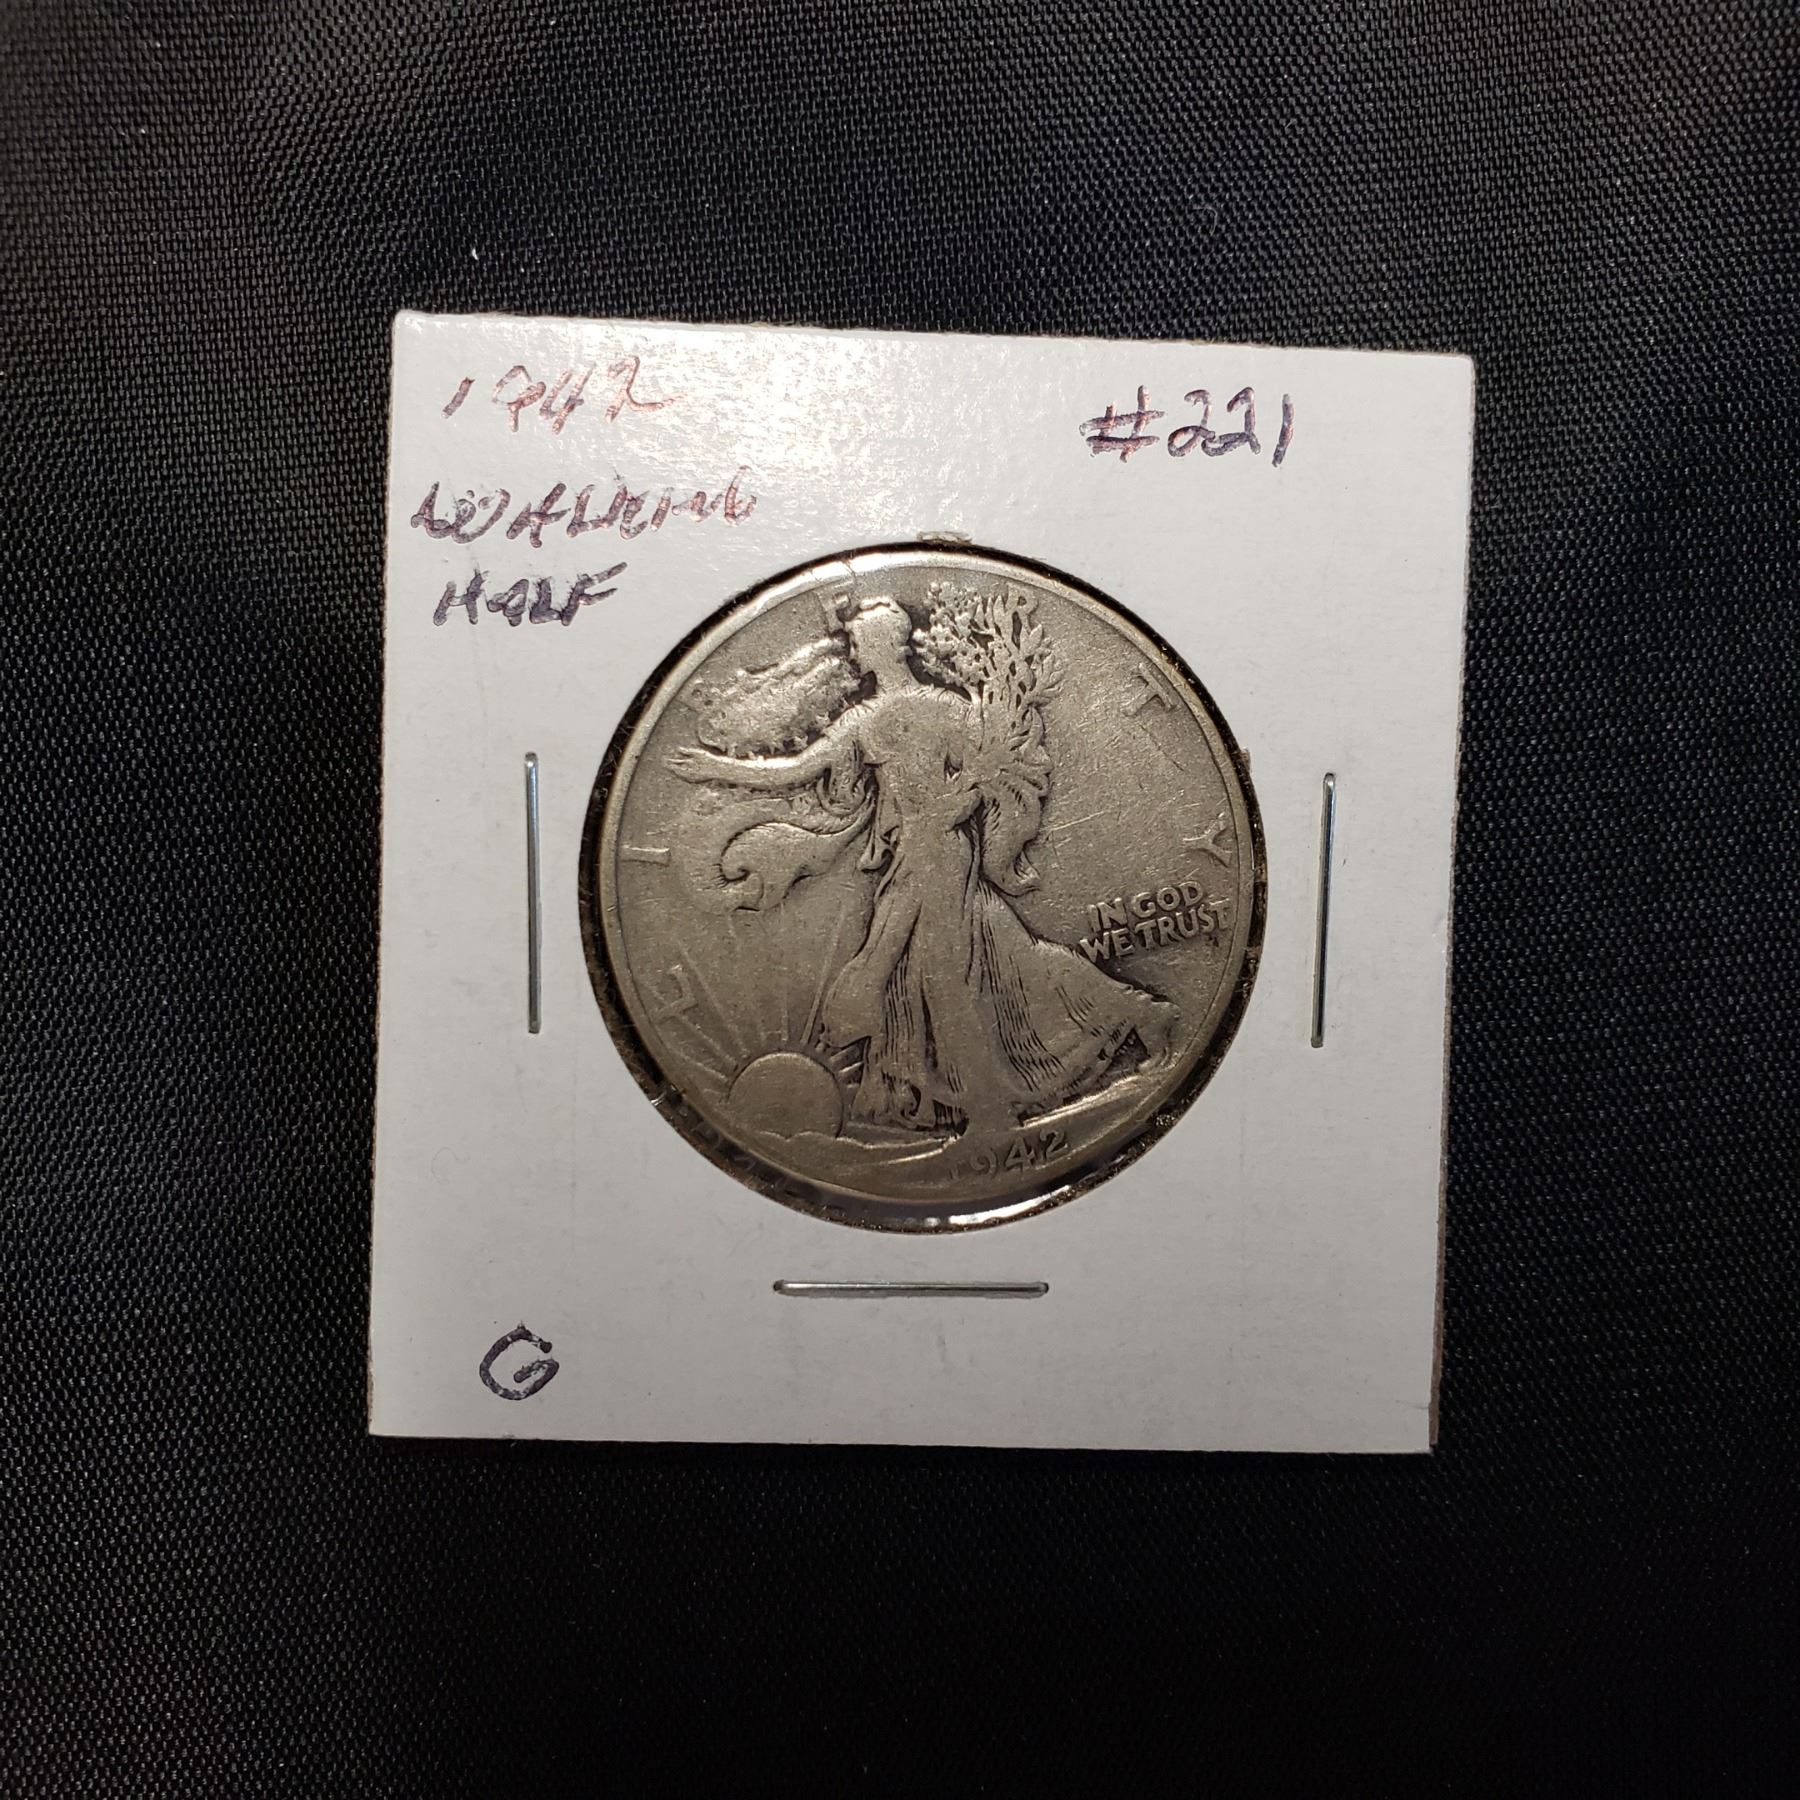 1942
#221
WALKING
HALF
LIBERTY
IN GOD
WE TRUST
1942
G